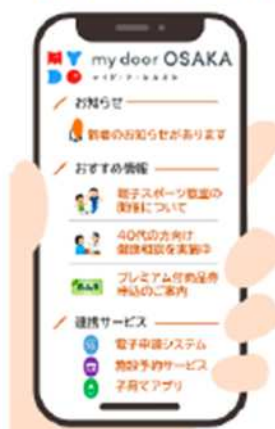 MY DO
my door OSAKA
マイド・ア・おおさか
お知らせ
新着のお知らせがあります
おすすめ情報
親子スポーツ教室の
開催について
40代の方向け
健康相談を実施中
プレミアム付商品券
申込のご案内
連携サービス
電子申請システム
施設予約サービス
子育てアプリ